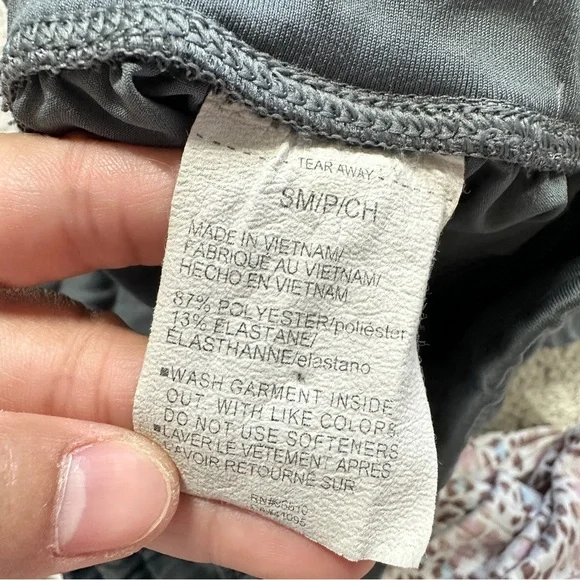 - TEAR AWAY -
SM/P/CH
MADE IN VIETNAM/
FABRIQUÉ AU VIETNAM/
HECHO EN VIETNAM
87% POLYESTER/poliéster
13% ÉLASTANE/
ÉLASTHANNE/elastano
▪WASH GARMENT INSIDE
OUT, WITH LIKE COLORS.
DO NOT USE SOFTENERS
▪LAVER LE VÊTEMENT APRÈS
L'AVOIR RETOURNÉ SUR